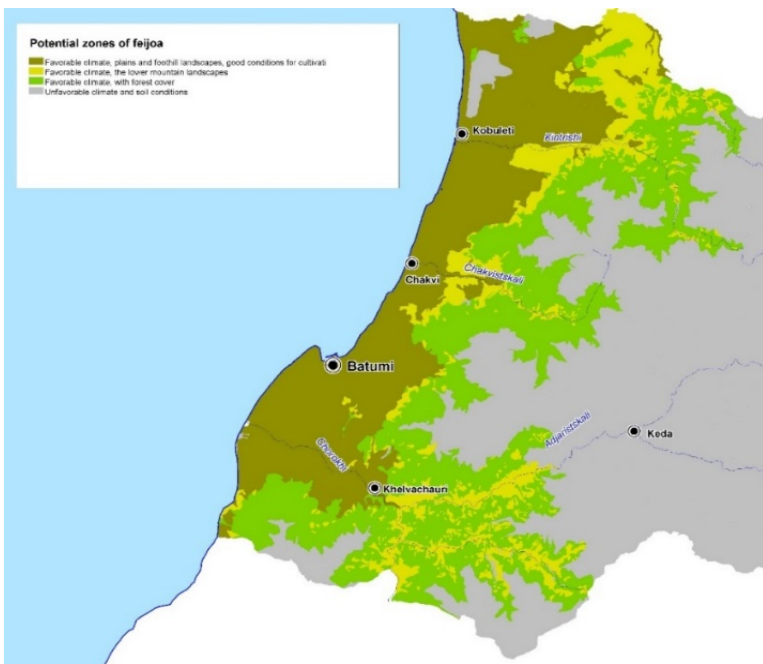 Potential zones of feijoa
Favorable climate, plains and foothill landscapes, good conditions for cultivati
Favorable climate, the lower mountain landscapes
Favorable climate, with forest cover
Unfavorable climate and soil conditions
Kobuleti
Kintrishi
Chakvi
Chakvistskali
Batumi
Adjaristskali
Keda
Chorokhi
Khelvachauri